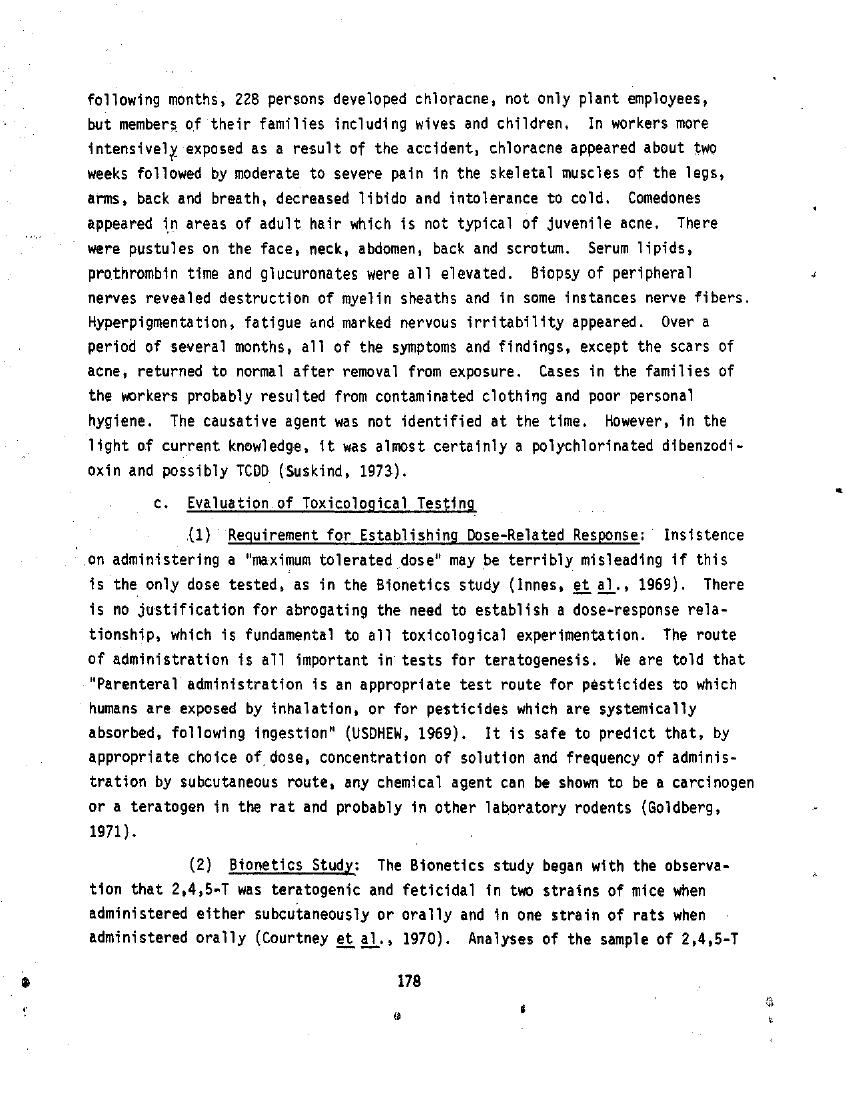 following months, 228 persons developed chloracne, not only plant employees,
but members of their families including wives and children. In workers more
intensively exposed as a result of the accident, chloracne appeared about two
weeks followed by moderate to severe pain in the skeletal muscles of the legs,
arms, back and breath, decreased libido and intolerance to cold. Comedones
appeared in areas of adult hair which is not typical of juvenile acne. There
were pustules on the face, neck, abdomen, back and scrotum. Serum lipids,
prothrombin time and glucuronates were all elevated. Biopsy of peripheral
nerves revealed destruction of myelin sheaths and in some instances nerve fibers.
Hyperpigmentation, fatigue and marked nervous irritability appeared. Over a
period of several months, all of the symptoms and findings, except the scars of
acne, returned to normal after removal from exposure. Cases in the families of
the workers probably resulted from contaminated clothing and poor personal
hygiene. The causative agent was not identified at the time. However, in the
light of current knowledge, it was almost certainly a polychlorinated dibenzodi-
oxin and possibly TCDD (Suskind, 1973).
c. Evaluation of Toxicological Testing
(1) Requirement for Establishing Dose-Related Response: Insistence
on administering a "maximum tolerated dose" may be terribly misleading if this
is the only dose tested, as in the Bionetics study (Innes, et al., 1969). There
is no justification for abrogating the need to establish a dose-response rela-
tionship, which is fundamental to all toxicological experimentation. The route
of administration is all important in tests for teratogenesis. We are told that
"Parenteral administration is an appropriate test route for pesticides to which
humans are exposed by inhalation, or for pesticides which are systemically
absorbed, following ingestion" (USDHEW, 1969). It is safe to predict that, by
appropriate choice of dose, concentration of solution and frequency of adminis-
tration by subcutaneous route, any chemical agent can be shown to be a carcinogen
or a teratogen in the rat and probably in other laboratory rodents (Goldberg,
1971).
(2) Bionetics Study: The Bionetics study began with the observa-
tion that 2,4,5-T was teratogenic and feticidal in two strains of mice when
administered either subcutaneously or orally and in one strain of rats when
administered orally (Courtney et al., 1970). Analyses of the sample of 2,4,5-T
178